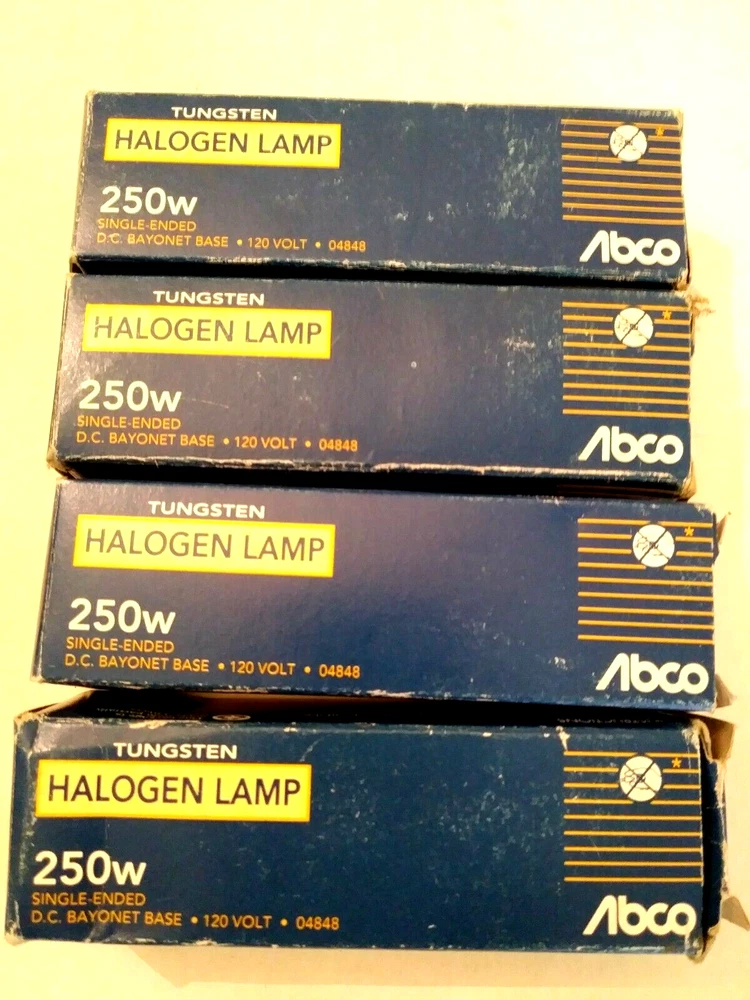 TUNGSTEN
HALOGEN LAMP
250w
SINGLE-ENDED
D.C. BAYONET BASE • 120 VOLT • 04848
Abco
TUNGSTEN
HALOGEN LAMP
250w
SINGLE-ENDED
D.C. BAYONET BASE • 120 VOLT • 04848
Abco
TUNGSTEN
HALOGEN LAMP
250w
SINGLE-ENDED
D.C. BAYONET BASE • 120 VOLT • 04848
Abco
TUNGSTEN
HALOGEN LAMP
250w
SINGLE-ENDED
D.C. BAYONET BASE • 120 VOLT • 04848
Abco